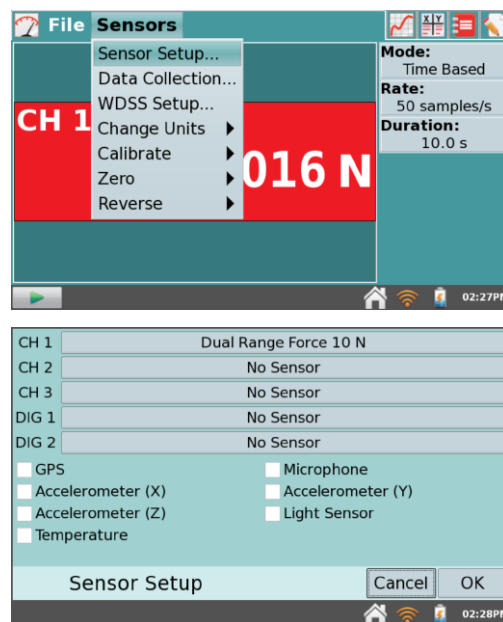 File Sensors
Sensor Setup...
Data Collection...
WDSS Setup...
Change Units
Calibrate
Zero
Reverse
CH 1
016 N
Mode:
Time Based
Rate:
50 samples/s
Duration:
10.0 s
02:27PM
CH 1 Dual Range Force 10 N
CH 2 No Sensor
CH 3 No Sensor
DIG 1 No Sensor
DIG 2 No Sensor
GPS Microphone
Accelerometer (X) Accelerometer (Y)
Accelerometer (Z) Light Sensor
Temperature
Sensor Setup Cancel OK
02:28PM